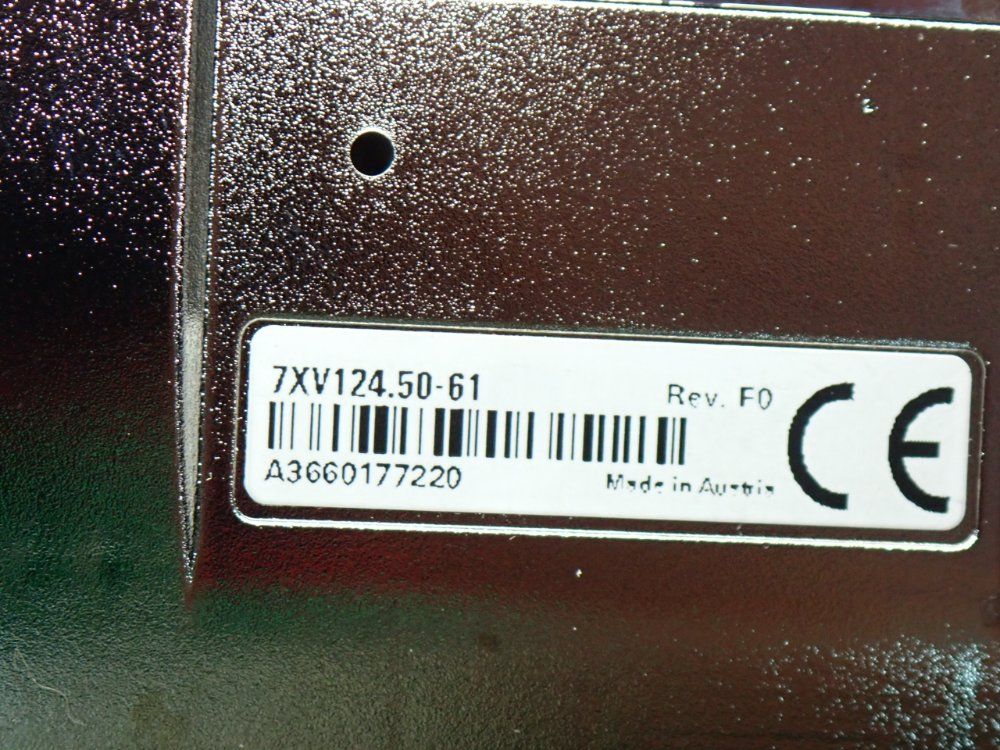 7XV124.50-61
Rev. F0
CE
A3660177220
Made in Austria